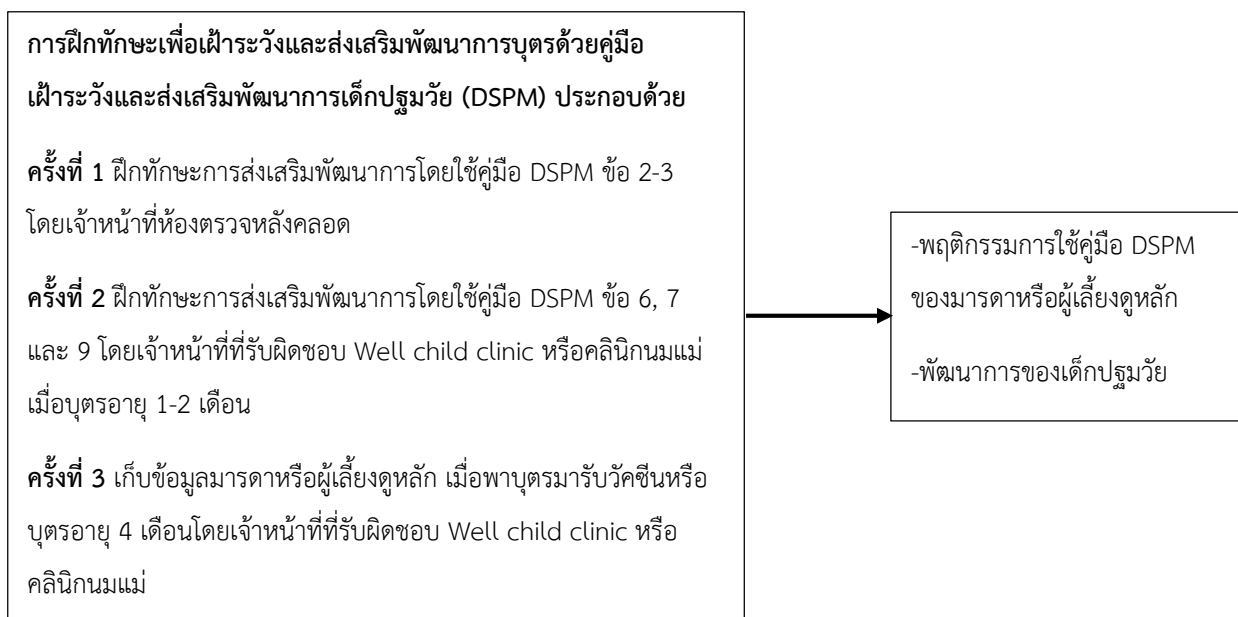 การฝึกทักษะเพื่อเฝ้าระวังและส่งเสริมพัฒนาการบุตรด้วยคู่มือ
เฝ้าระวังและส่งเสริมพัฒนาการเด็กปฐมวัย (DSPM) ประกอบด้วย
ครั้งที่ 1 ฝึกทักษะการส่งเสริมพัฒนาการโดยใช้คู่มือ DSPM ข้อ 2-3
โดยเจ้าหน้าที่ห้องตรวจหลังคลอด
ครั้งที่ 2 ฝึกทักษะการส่งเสริมพัฒนาการโดยใช้คู่มือ DSPM ข้อ 6, 7
และ 9 โดยเจ้าหน้าที่ที่รับผิดชอบ Well child clinic หรือคลินิกนมแม่
เมื่อบุตรอายุ 1-2 เดือน
ครั้งที่ 3 เก็บข้อมูลมารดาหรือผู้เลี้ยงดูหลัก เมื่อพาบุตรมารับวัคซีนหรือ
บุตรอายุ 4 เดือนโดยเจ้าหน้าที่ที่รับผิดชอบ Well child clinic หรือ
คลินิกนมแม่
-พฤติกรรมการใช้คู่มือ DSPM
ของมารดาหรือผู้เลี้ยงดูหลัก
-พัฒนาการของเด็กปฐมวัย